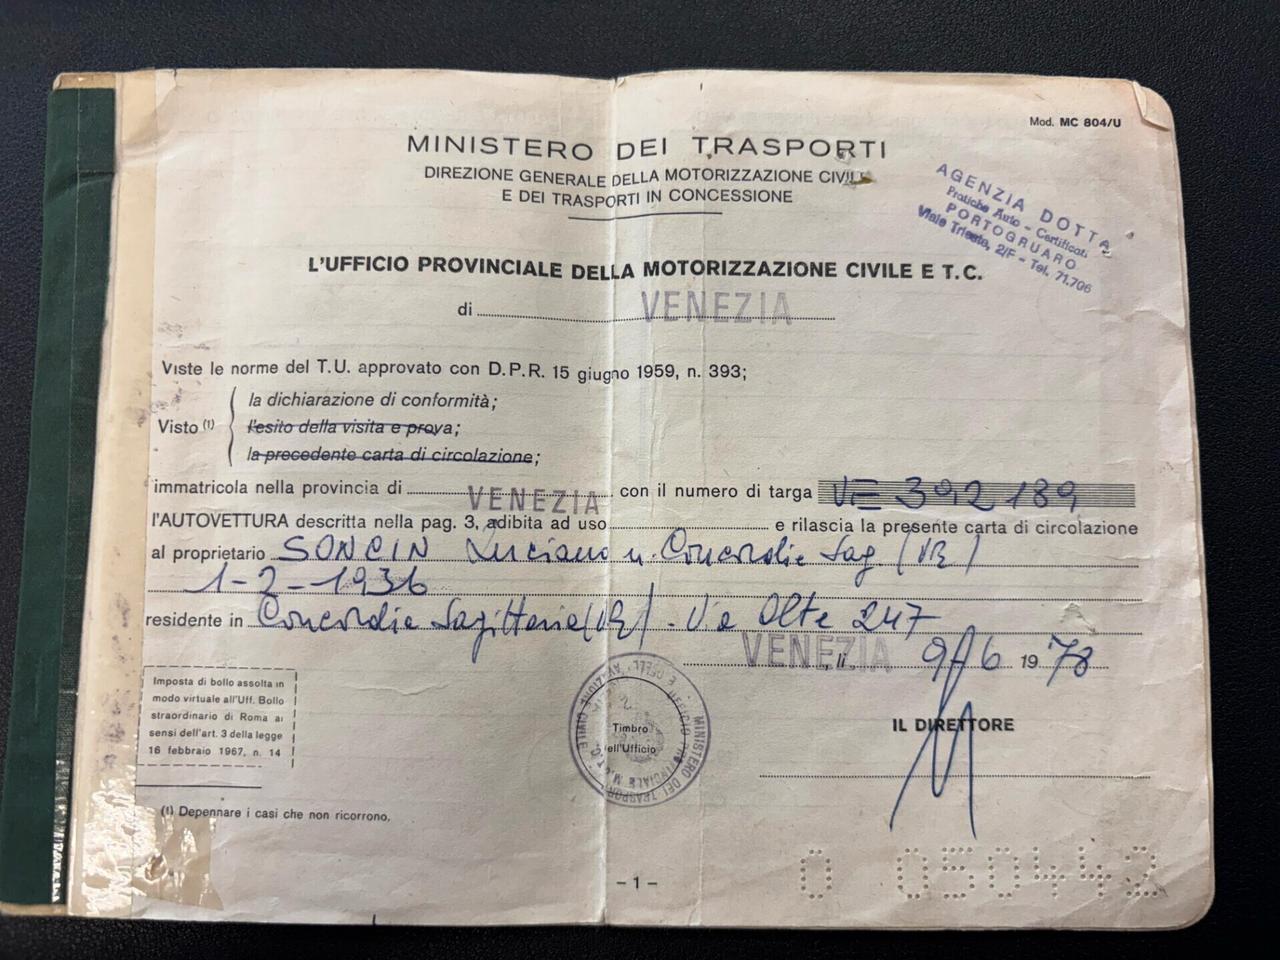 Mod. MC 804/U
MINISTERO DEI TRASPORTI
DIREZIONE GENERALE DELLA MOTORIZZAZIONE CIVILE
E DEI TRASPORTI IN CONCESSIONE
AGENZIA DOTTA
Pratiche Auto - Certificati
PORTOGRUARO
Viale Trieste, 2/F - Tel. 71.706
L'UFFICIO PROVINCIALE DELLA MOTORIZZAZIONE CIVILE E T.C.
di VENEZIA
Viste le norme del T.U. approvato con D.P.R. 15 giugno 1959, n. 393;
la dichiarazione di conformità;
Visto (1) l'esito della visita e prova;
la precedente carta di circolazione;
immatricola nella provincia di VENEZIA con il numero di targa VE 392189
l'AUTOVETTURA descritta nella pag. 3, adibita ad uso e rilascia la presente carta di circolazione
al proprietario SONCIN Luciano n. Concordia Sag. (VE)
1-2-1936
residente in Concordia Sagittaria (VE) - Via Alte 247
VENEZIA, li 9/6 1978
Imposta di bollo assolta in
modo virtuale all'Uff. Bollo
straordinario di Roma ai
sensi dell'art. 3 della legge
16 febbraio 1967, n. 14
Timbro
dell'Ufficio
IL DIRETTORE
(1) Depennare i casi che non ricorrono.
- 1 -
0 050442